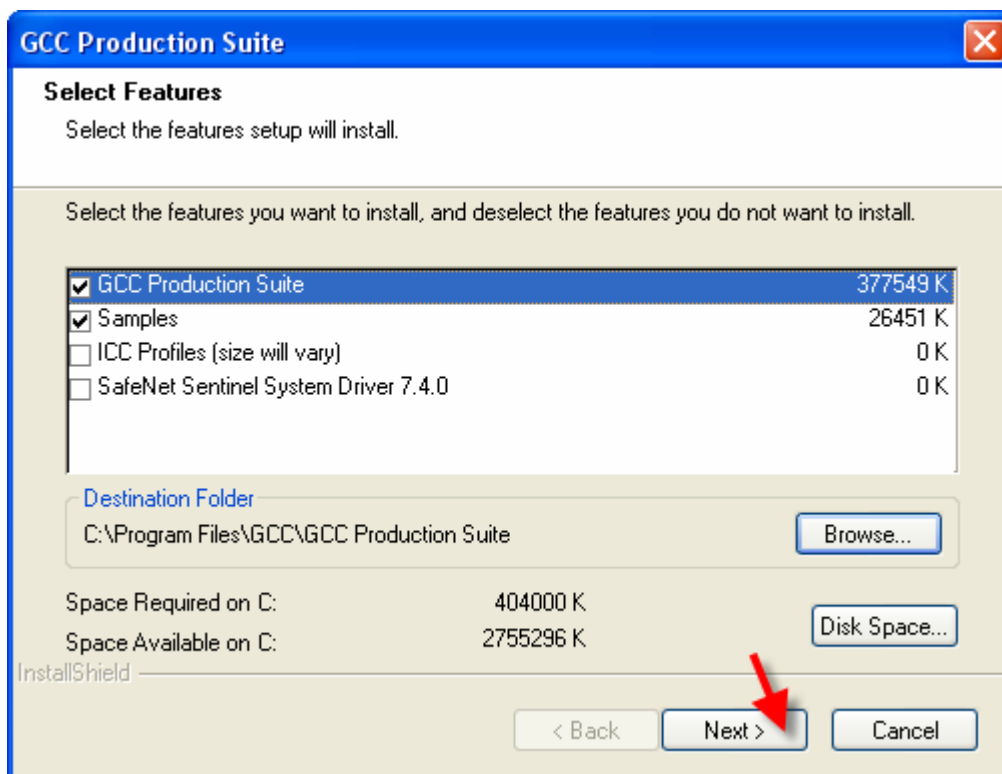 GCC Production Suite
Select Features
Select the features setup will install.
Select the features you want to install, and deselect the features you do not want to install.
GCC Production Suite 377549 K
Samples 26451 K
ICC Profiles (size will vary) 0 K
SafeNet Sentinel System Driver 7.4.0 0 K
Destination Folder
C:\Program Files\GCC\GCC Production Suite Browse...
Space Required on C: 404000 K
Space Available on C: 2755296 K
Disk Space...
InstallShield
< Back Next > Cancel